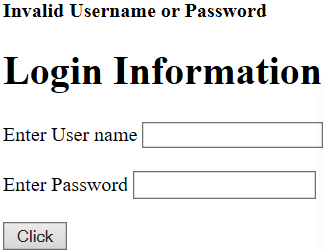 Invalid Username or Password
Login Information
Enter User name
Enter Password
Click